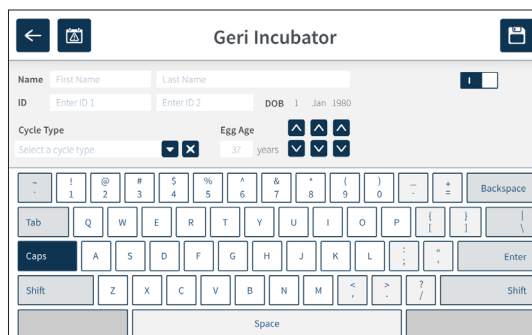 Geri Incubator
Name First Name Last Name I
ID Enter ID 1 Enter ID 2 DOB 1 Jan 1980
Cycle Type Egg Age
Select a cycle type 37 years
~ ! @ # $ % ^ & * ( ) _ +
` 1 2 3 4 5 6 7 8 9 0 - = Backspace
Tab Q W E R T Y U I O P { } |
[ ] \
Caps A S D F G H J K L : “ Enter
; ‘
Shift Z X C V B N M < > ? Shift
, . /
Space